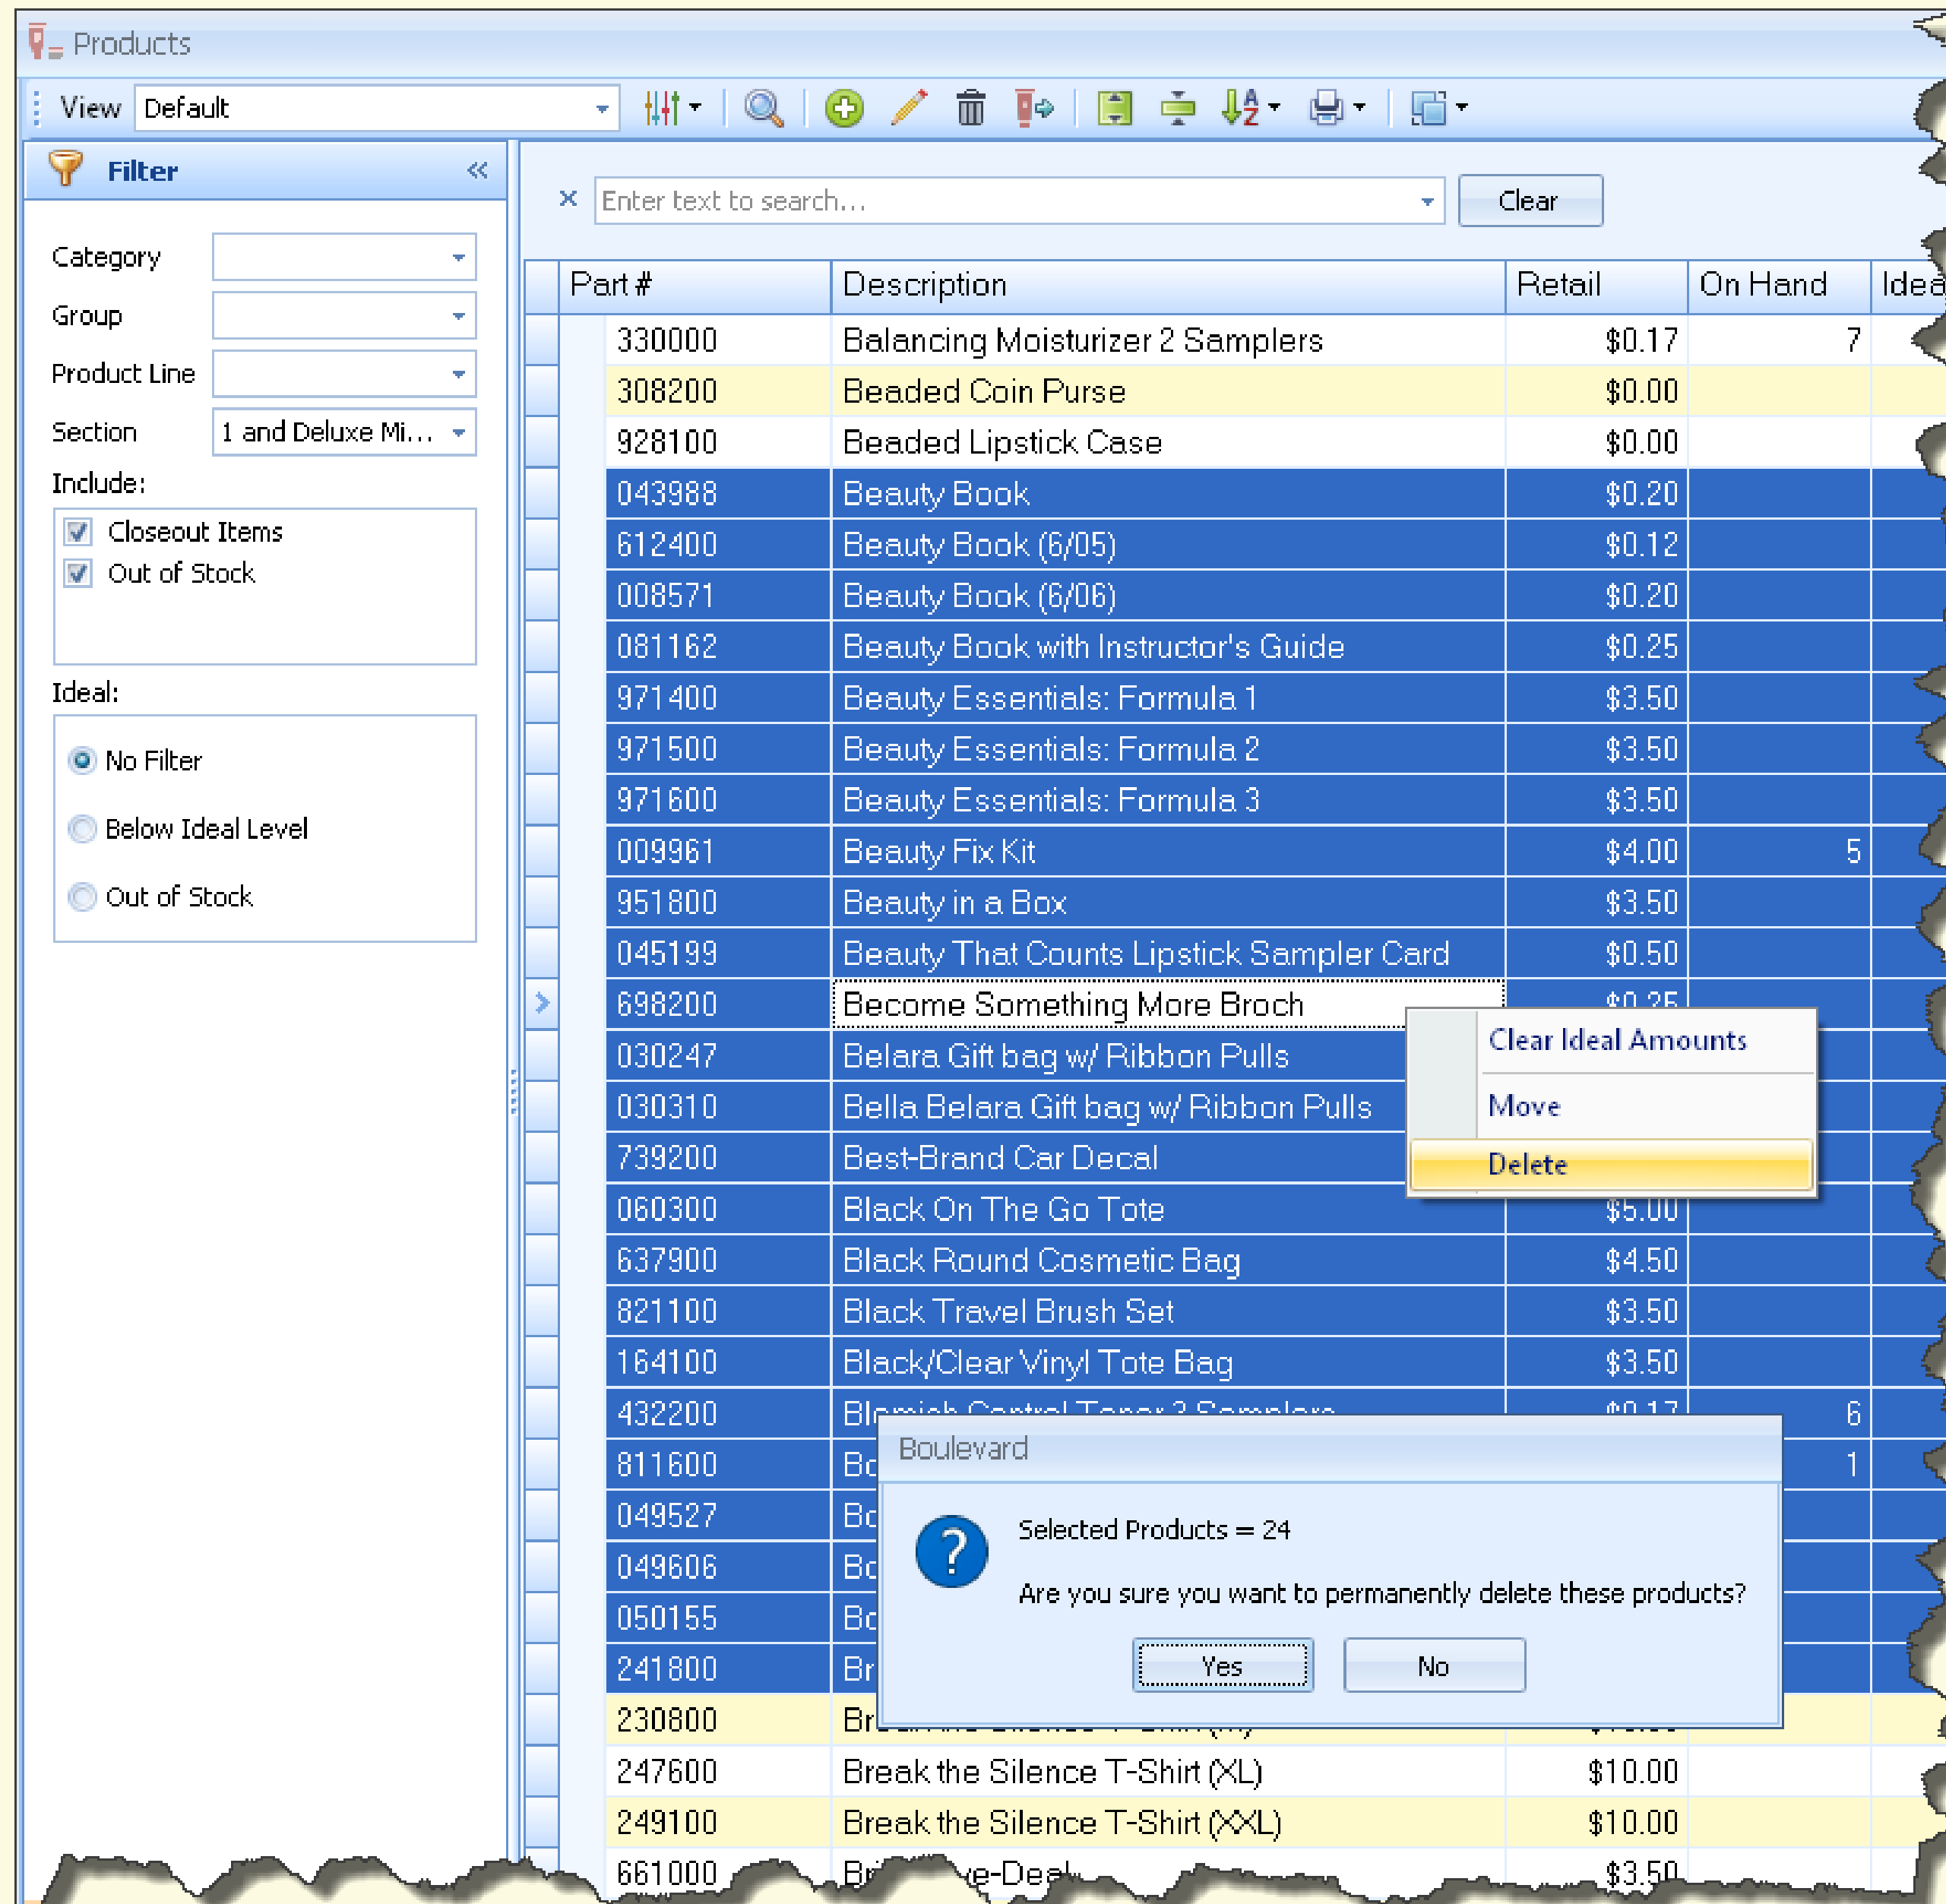 Products
View Default
Filter
Enter text to search... Clear
Category
Group
Product Line
Section 1 and Deluxe Mi...
Include:
Closeout Items
Out of Stock
Ideal:
No Filter
Below Ideal Level
Out of Stock
Part # Description Retail On Hand
330000 Balancing Moisturizer 2 Samplers $0.17 7
308200 Beaded Coin Purse $0.00
928100 Beaded Lipstick Case $0.00
043988 Beauty Book $0.20
612400 Beauty Book (6/05) $0.12
008571 Beauty Book (6/06) $0.20
081162 Beauty Book with Instructor's Guide $0.25
971400 Beauty Essentials: Formula 1 $3.50
971500 Beauty Essentials: Formula 2 $3.50
971600 Beauty Essentials: Formula 3 $3.50
009961 Beauty Fix Kit $4.00 5
951800 Beauty in a Box $3.50
045199 Beauty That Counts Lipstick Sampler Card $0.50
698200 Become Something More Broch $0.25
030247 Belara Gift bag w/ Ribbon Pulls
030310 Bella Belara Gift bag w/ Ribbon Pulls
739200 Best-Brand Car Decal
060300 Black On The Go Tote $5.00
637900 Black Round Cosmetic Bag $4.50
821100 Black Travel Brush Set $3.50
164100 Black/Clear Vinyl Tote Bag $3.50
432200 Blemish Control Toner 3 Samplers $0.17 6
811600 1
049527
049606
050155
241800
230800
247600 Break the Silence T-Shirt (XL) $10.00
249100 Break the Silence T-Shirt (XXL) $10.00
661000 $3.50
Clear Ideal Amounts
Move
Delete
Boulevard
Selected Products = 24
Are you sure you want to permanently delete these products?
Yes No